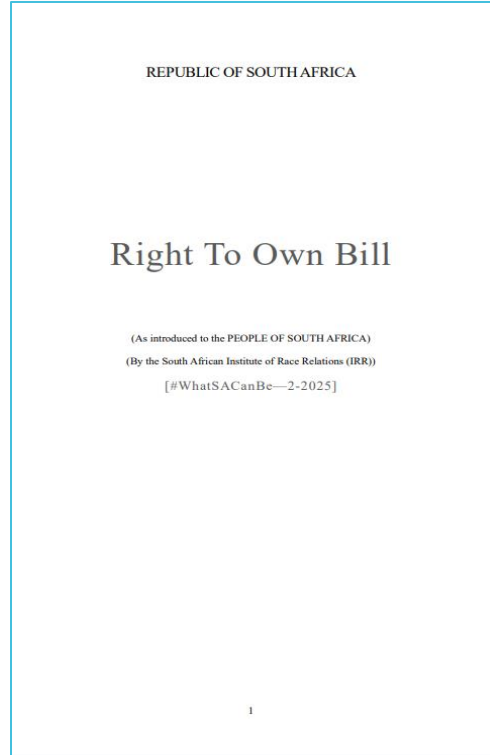 REPUBLIC OF SOUTH AFRICA
Right To Own Bill
(As introduced to the PEOPLE OF SOUTH AFRICA)
(By the South African Institute of Race Relations (IRR))
[#WhatSACanBe—2-2025]
1